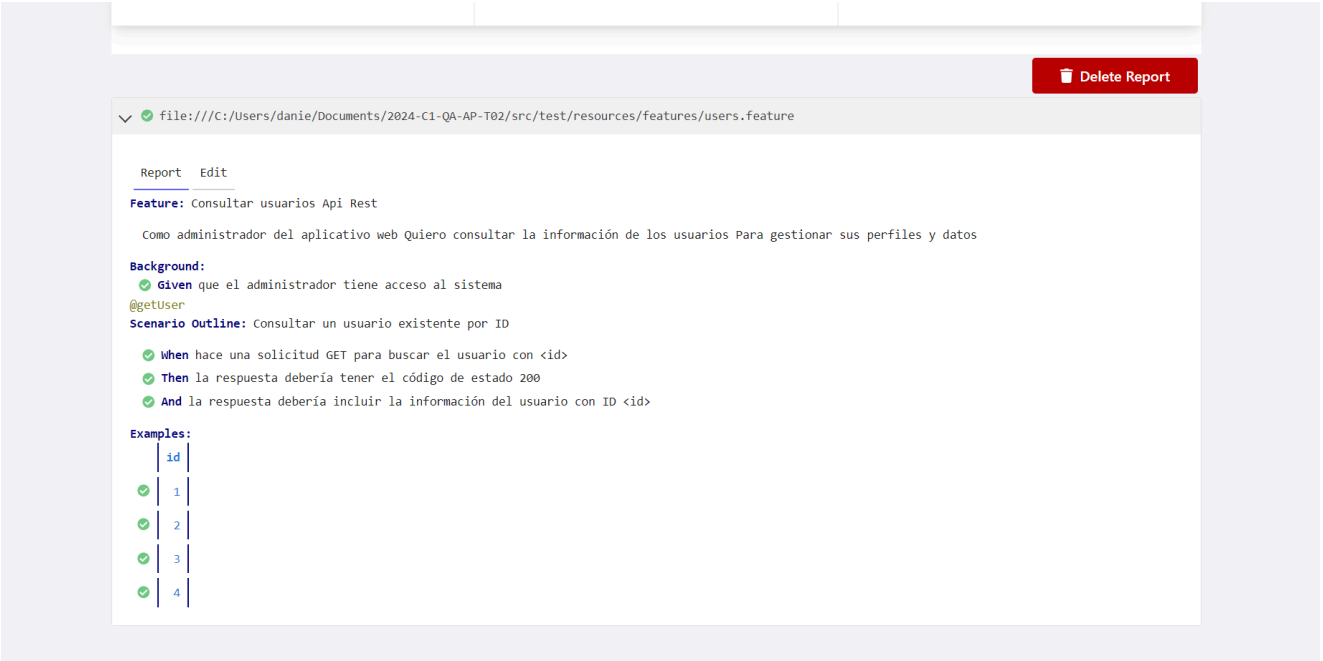 Delete Report
file:///C:/Users/danie/Documents/2024-C1-QA-AP-T02/src/test/resources/features/users.feature
Report Edit
Feature: Consultar usuarios Api Rest
Como administrador del aplicativo web Quiero consultar la información de los usuarios Para gestionar sus perfiles y datos
Background:
Given que el administrador tiene acceso al sistema
@getUser
Scenario Outline: Consultar un usuario existente por ID
When hace una solicitud GET para buscar el usuario con <id>
Then la respuesta debería tener el código de estado 200
And la respuesta debería incluir la información del usuario con ID <id>
Examples:
id
1
2
3
4